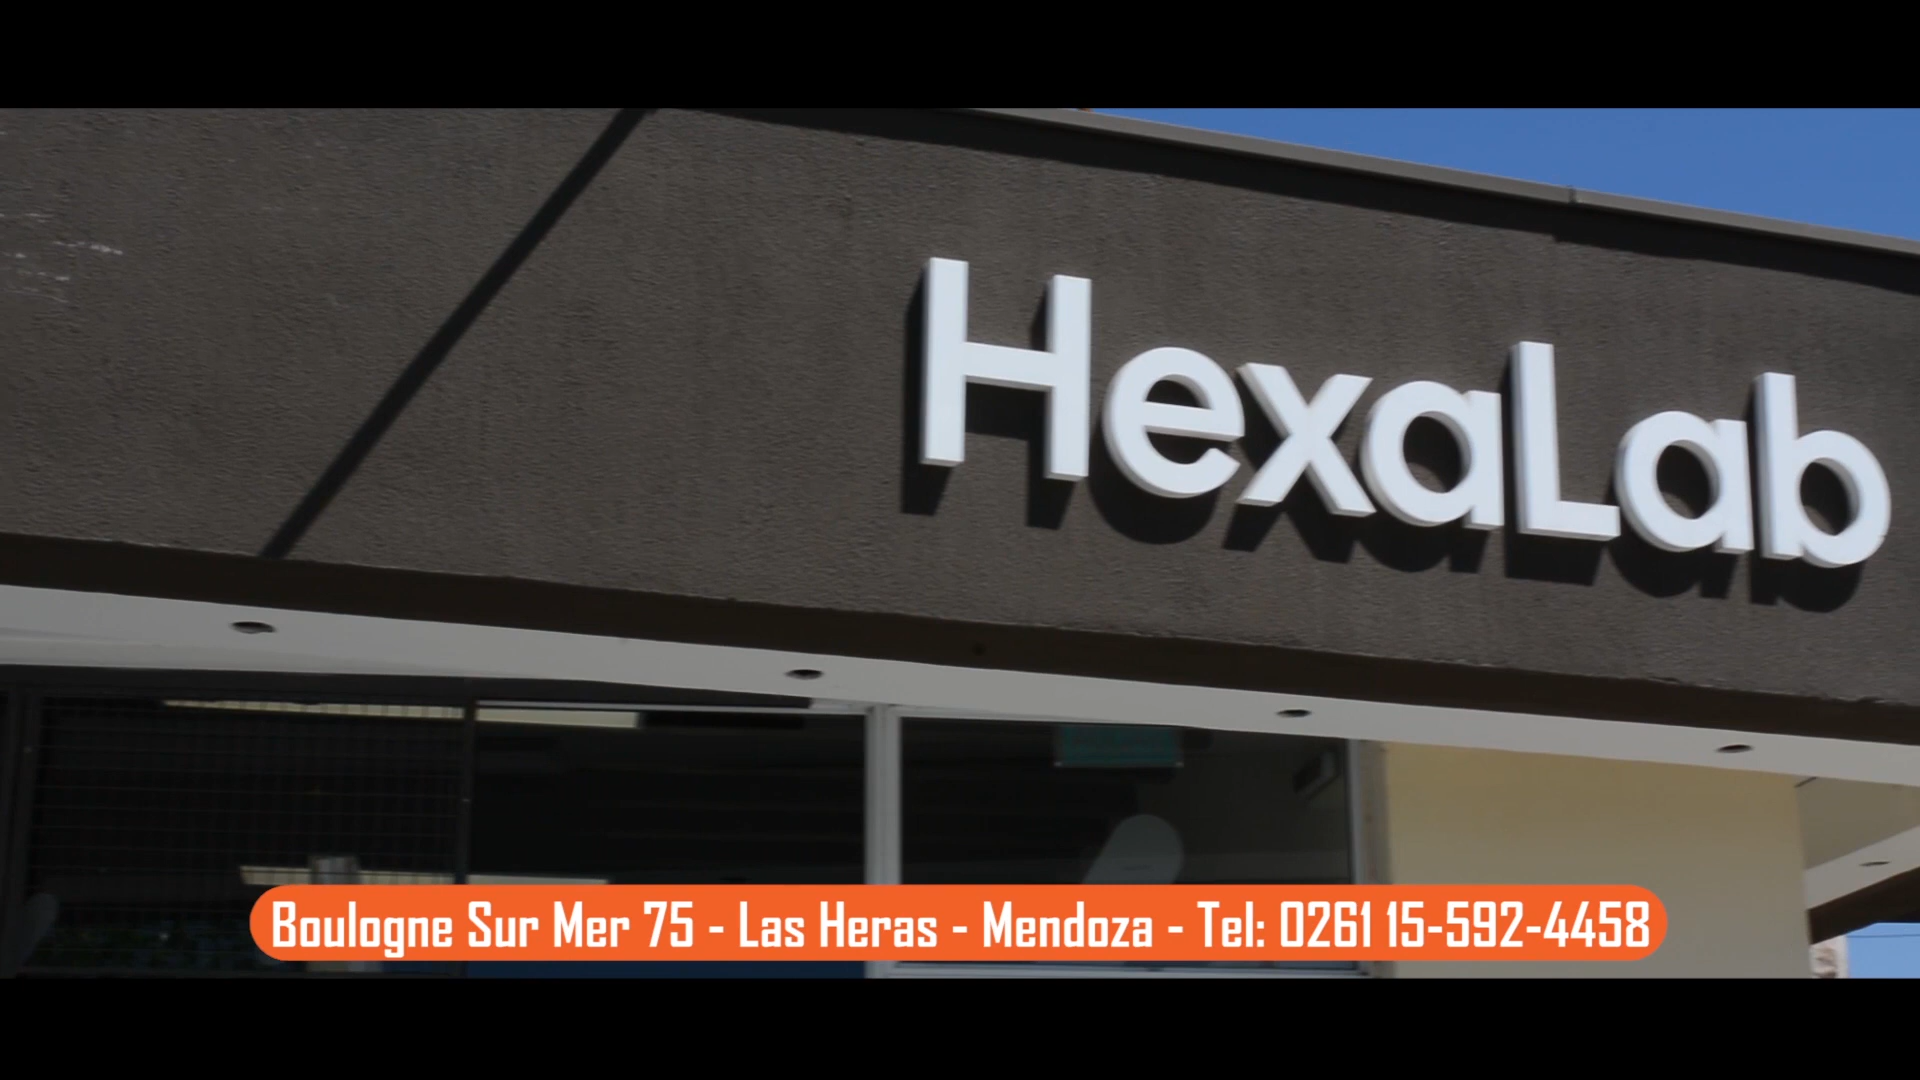 HexaLab
Boulogne Sur Mer 75 - Las Heras - Mendoza - Tel: 0261 15-592-4458